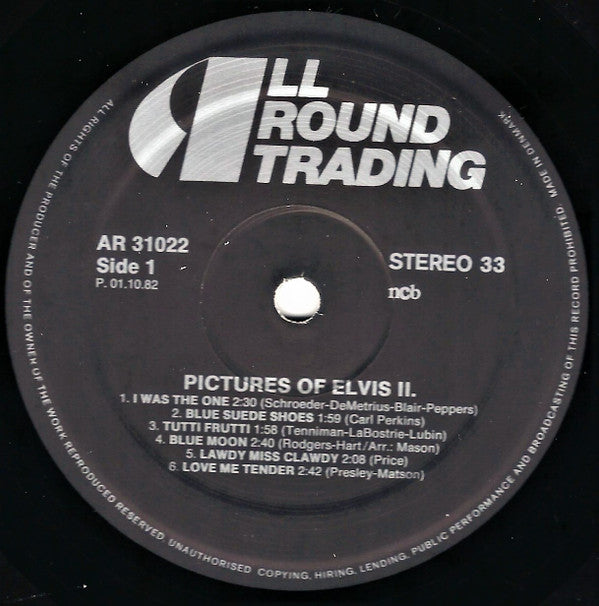 ALL
ROUND
TRADING
AR 31022
Side 1
P. 01.10.82
STEREO 33
ncb
PICTURES OF ELVIS II.
1. I WAS THE ONE 2:30 (Schroeder-DeMetrius-Blair-Peppers)
2. BLUE SUEDE SHOES 1:59 (Carl Perkins)
3. TUTTI FRUTTI 1:58 (Tenniman-LaBostrie-Lubin)
4. BLUE MOON 2:40 (Rodgers-Hart/Arr.: Mason)
5. LAWDY MISS CLAWDY 2:08 (Price)
6. LOVE ME TENDER 2:42 (Presley-Matson)
ALL RIGHTS OF THE PRODUCER AND OF THE OWNER OF THE WORK REPRODUCED RESERVED. UNAUTHORISED COPYING, HIRING, LENDING, PUBLIC PERFORMANCE AND BROADCASTING OF THIS RECORD PROHIBITED. MADE IN DENMARK